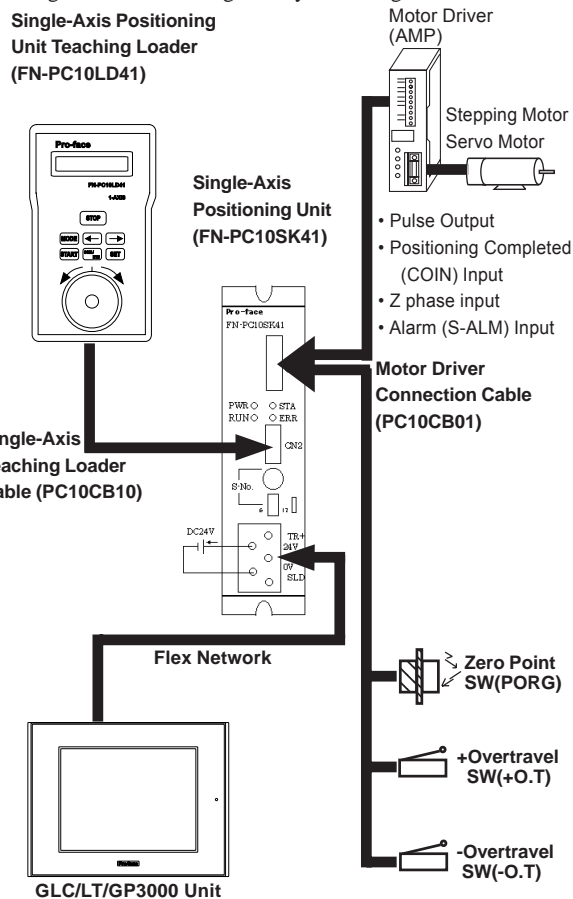 Single-Axis Positioning
Unit Teaching Loader
(FN-PC10LD41)
Motor Driver
(AMP)
Pro-face
FN-PC10LD41
1-AXIS
STOP
MODE
START
SET
Stepping Motor
Servo Motor
Single-Axis
Positioning Unit
(FN-PC10SK41)
• Pulse Output
• Positioning Completed
(COIN) Input
• Z phase input
• Alarm (S-ALM) Input
Pro-face
FN-PC10SK41
Motor Driver
Connection Cable
(PC10CB01)
PWR STA
RUN ERR
CN2
ngle-Axis
eaching Loader
able (PC10CB10)
S-No.
DC24V
TR+
24V
0V
SLD
Flex Network
Zero Point
SW(PORG)
+Overtravel
SW(+O.T)
-Overtravel
SW(-O.T)
Pro-face
GLC/LT/GP3000 Unit